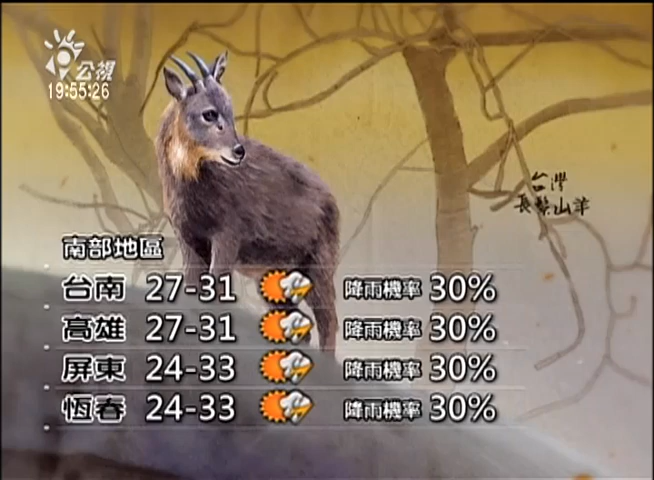 公視
19:55:26
台灣
長鬃山羊
南部地區
台南 27-31 降雨機率 30%
高雄 27-31 降雨機率 30%
屏東 24-33 降雨機率 30%
恆春 24-33 降雨機率 30%